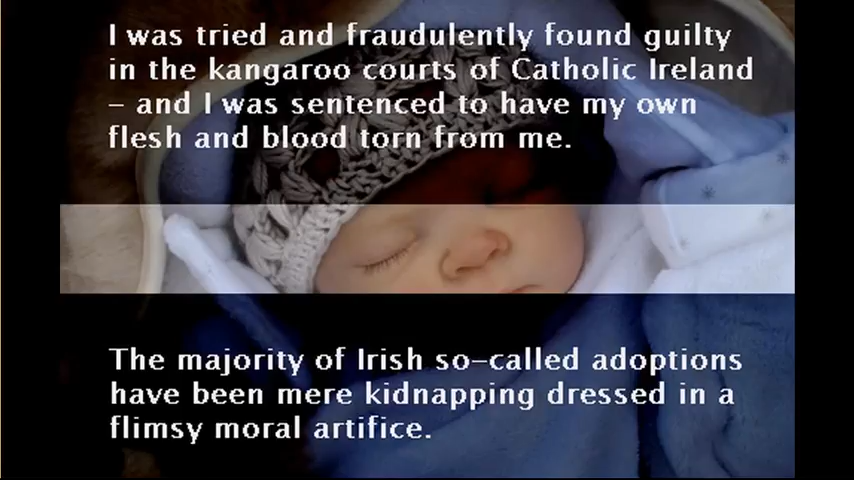 I was tried and fraudulently found guilty
in the kangaroo courts of Catholic Ireland
– and I was sentenced to have my own
flesh and blood torn from me.
The majority of Irish so-called adoptions
have been mere kidnapping dressed in a
flimsy moral artifice.